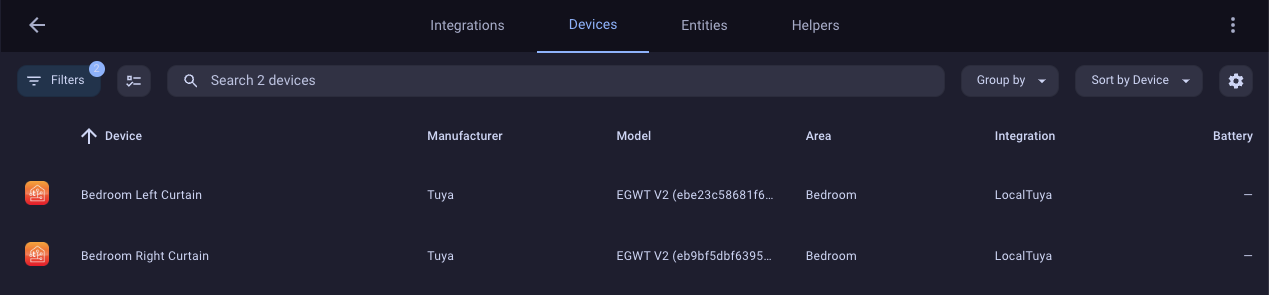 Integrations Devices Entities Helpers
Filters 2 Search 2 devices Group by Sort by Device
Device Manufacturer Model Area Integration Battery
Bedroom Left Curtain Tuya EGWT V2 (ebe23c58681f6... Bedroom LocalTuya —
Bedroom Right Curtain Tuya EGWT V2 (eb9bf5dbf6395... Bedroom LocalTuya —